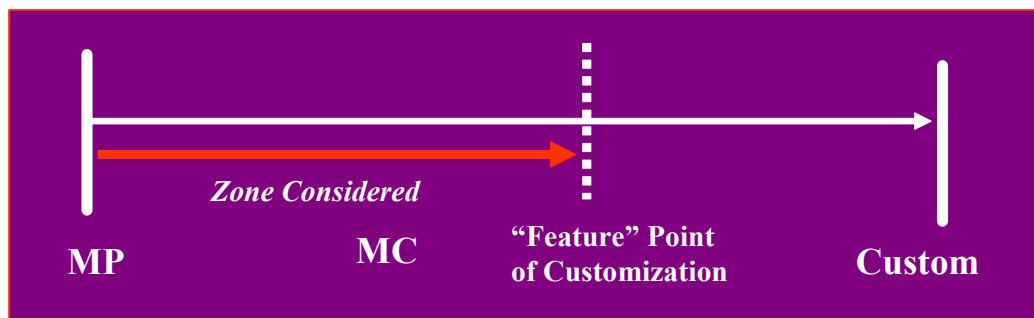 Zone Considered
MP
MC
“Feature” Point
of Customization
Custom